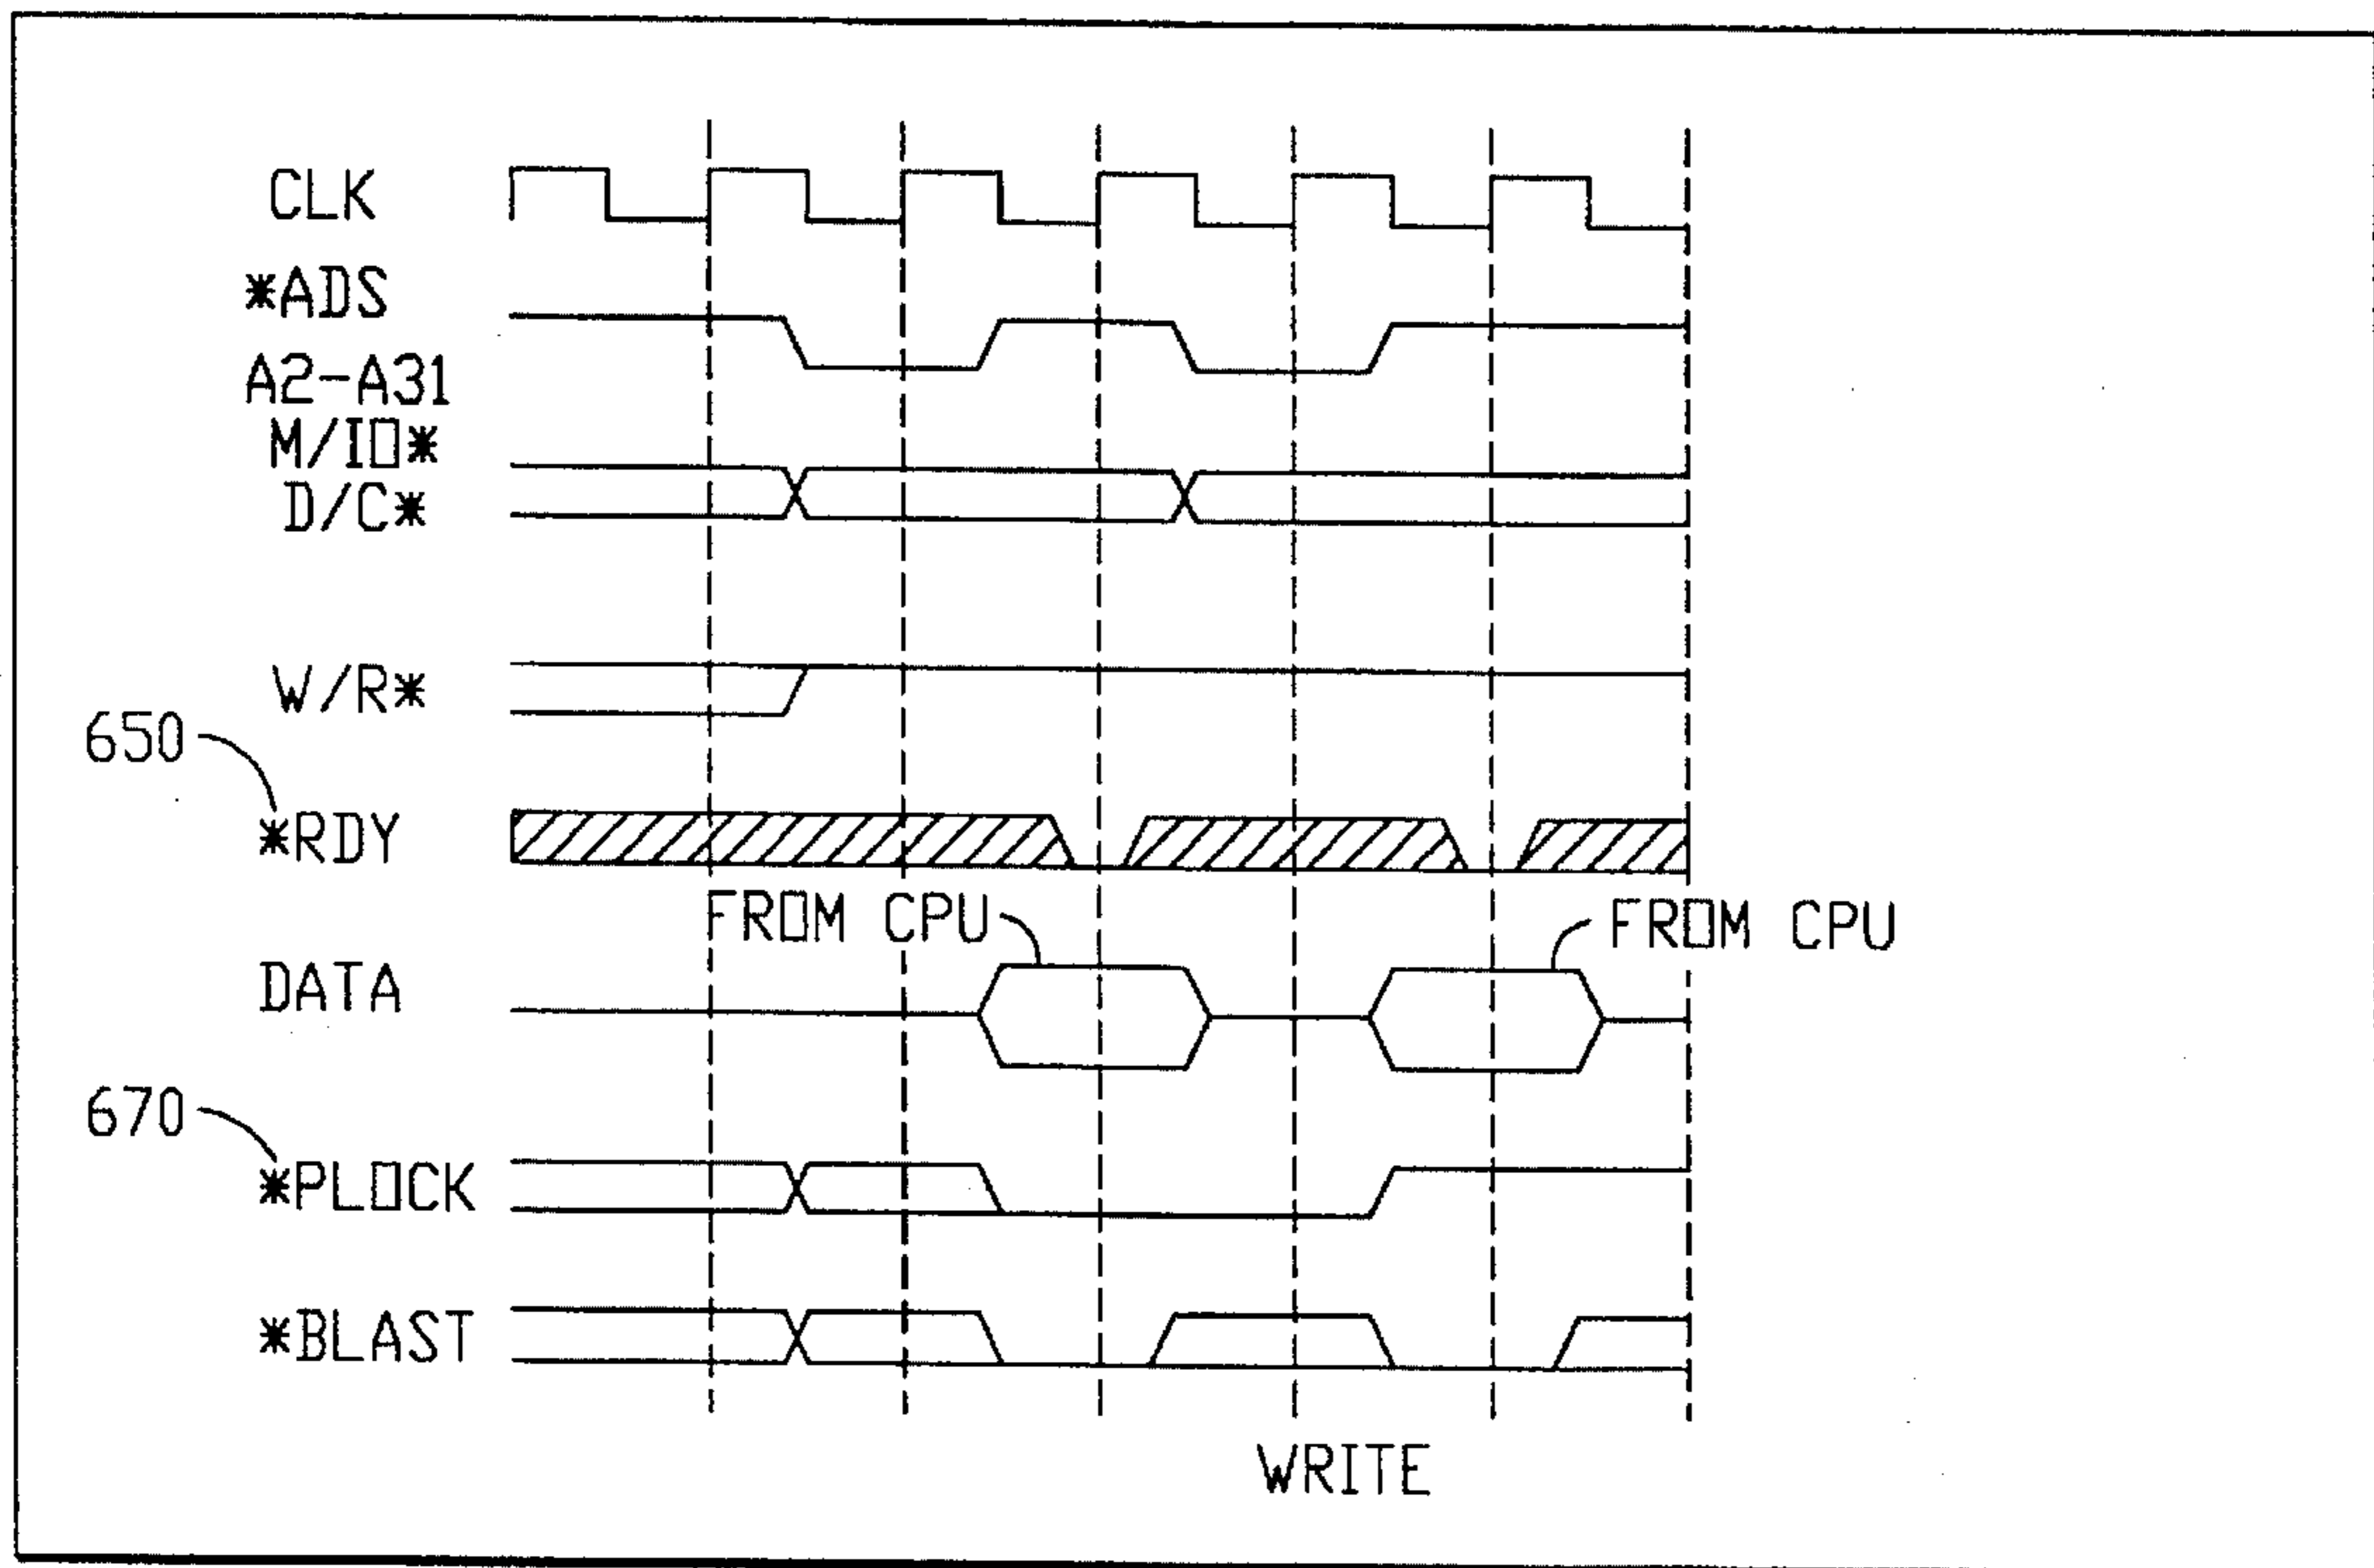 CLK
*ADS
A2-A31
M/IO*
D/C*
W/R*
650
*RDY
FROM CPU
FROM CPU
DATA
670
*PLOCK
*BLAST
WRITE